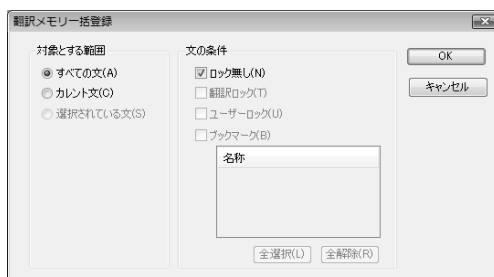 翻訳メモリー括登録
対象とする範囲
すべての文(A)
カレント文(C)
選択されている文(S)
文の条件
ロック無し(N)
翻訳ロック(T)
ユーザーロック(U)
ブックマーク(B)
名称
全選択(L)
全解除(R)
OK
キャンセル